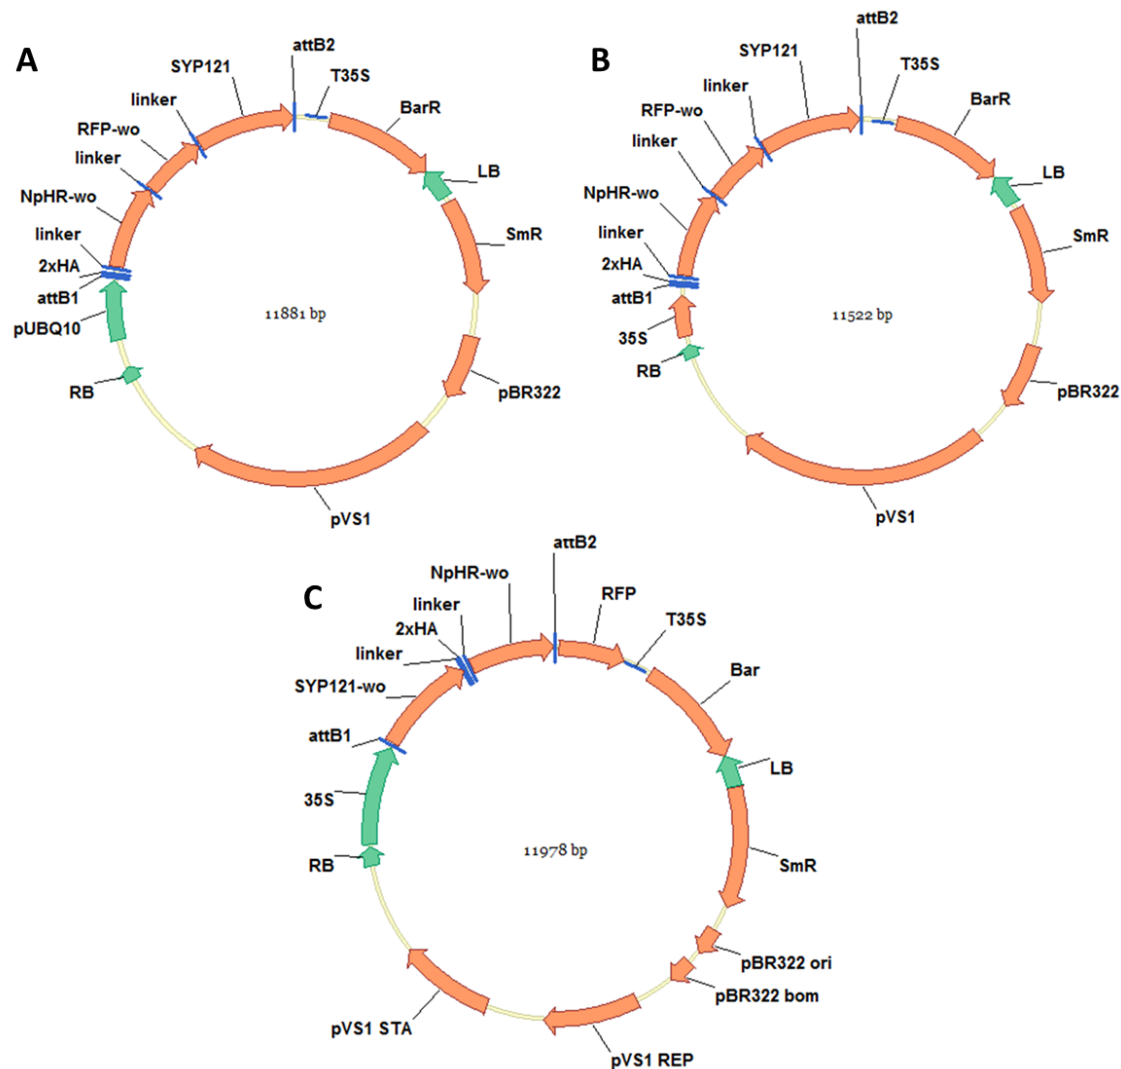 A
attB2
SYP121
T35S
linker
BarR
RFP-wo
linker
LB
NpHR-wo
SmR
linker
2xHA
attB1
pUBQ10
11881 bp
RB
pBR322
pVS1
B
attB2
SYP121
T35S
linker
BarR
RFP-wo
linker
LB
NpHR-wo
SmR
linker
2xHA
attB1
35S
11522 bp
RB
pBR322
pVS1
C
attB2
NpHR-wo
RFP
linker
2xHA
T35S
linker
Bar
SYP121-wo
attB1
LB
35S
11978 bp
RB
SmR
pBR322 ori
pBR322 bom
pVS1 STA
pVS1 REP